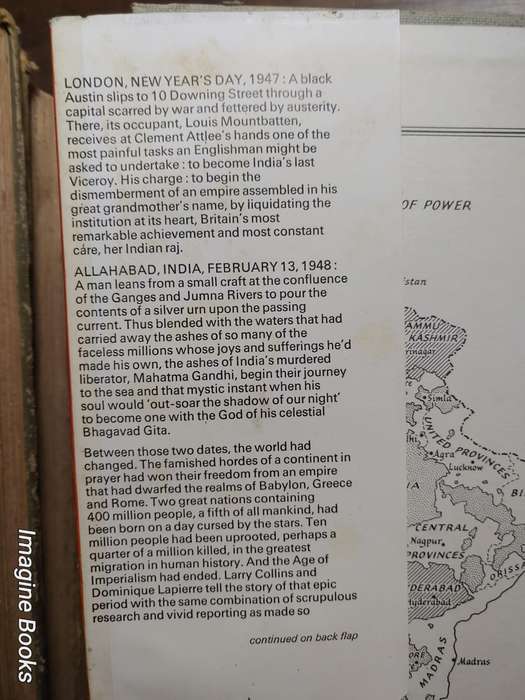 LONDON, NEW YEAR'S DAY, 1947 : A black
Austin slips to 10 Downing Street through a
capital scarred by war and fettered by austerity.
There, its occupant, Louis Mountbatten,
receives at Clement Attlee's hands one of the
most painful tasks an Englishman might be
asked to undertake : to become India's last
Viceroy. His charge : to begin the
dismemberment of an empire assembled in his
great grandmother's name, by liquidating the
institution at its heart, Britain's most
remarkable achievement and most constant
care, her Indian raj.
ALLAHABAD, INDIA, FEBRUARY 13, 1948 :
A man leans from a small craft at the confluence
of the Ganges and Jumna Rivers to pour the
contents of a silver urn upon the passing
current. Thus blended with the waters that had
carried away the ashes of so many of the
faceless millions whose joys and sufferings he'd
made his own, the ashes of India's murdered
liberator, Mahatma Gandhi, begin their journey
to the sea and that mystic instant when his
soul would 'out-soar the shadow of our night'
to become one with the God of his celestial
Bhagavad Gita.
Between those two dates, the world had
changed. The famished hordes of a continent in
prayer had won their freedom from an empire
that had dwarfed the realms of Babylon, Greece
and Rome. Two great nations containing
400 million people, a fifth of all mankind, had
been born on a day cursed by the stars. Ten
million people had been uprooted, perhaps a
quarter of a million killed, in the greatest
migration in human history. And the Age of
Imperialism had ended. Larry Collins and
Dominique Lapierre tell the story of that epic
period with the same combination of scrupulous
research and vivid reporting as made so
continued on back flap
OF POWER
stan
AMMU
KASHMIR
rinagar
Simla
lhi
Agra
UNITED PROVINCES
Lucknow
IA
BI
CENTRAL
Nagpur
PROVINCES
ORISSA
DERABAD
Hyderabad
ORE
MADRAS
Madras
Imagine Books